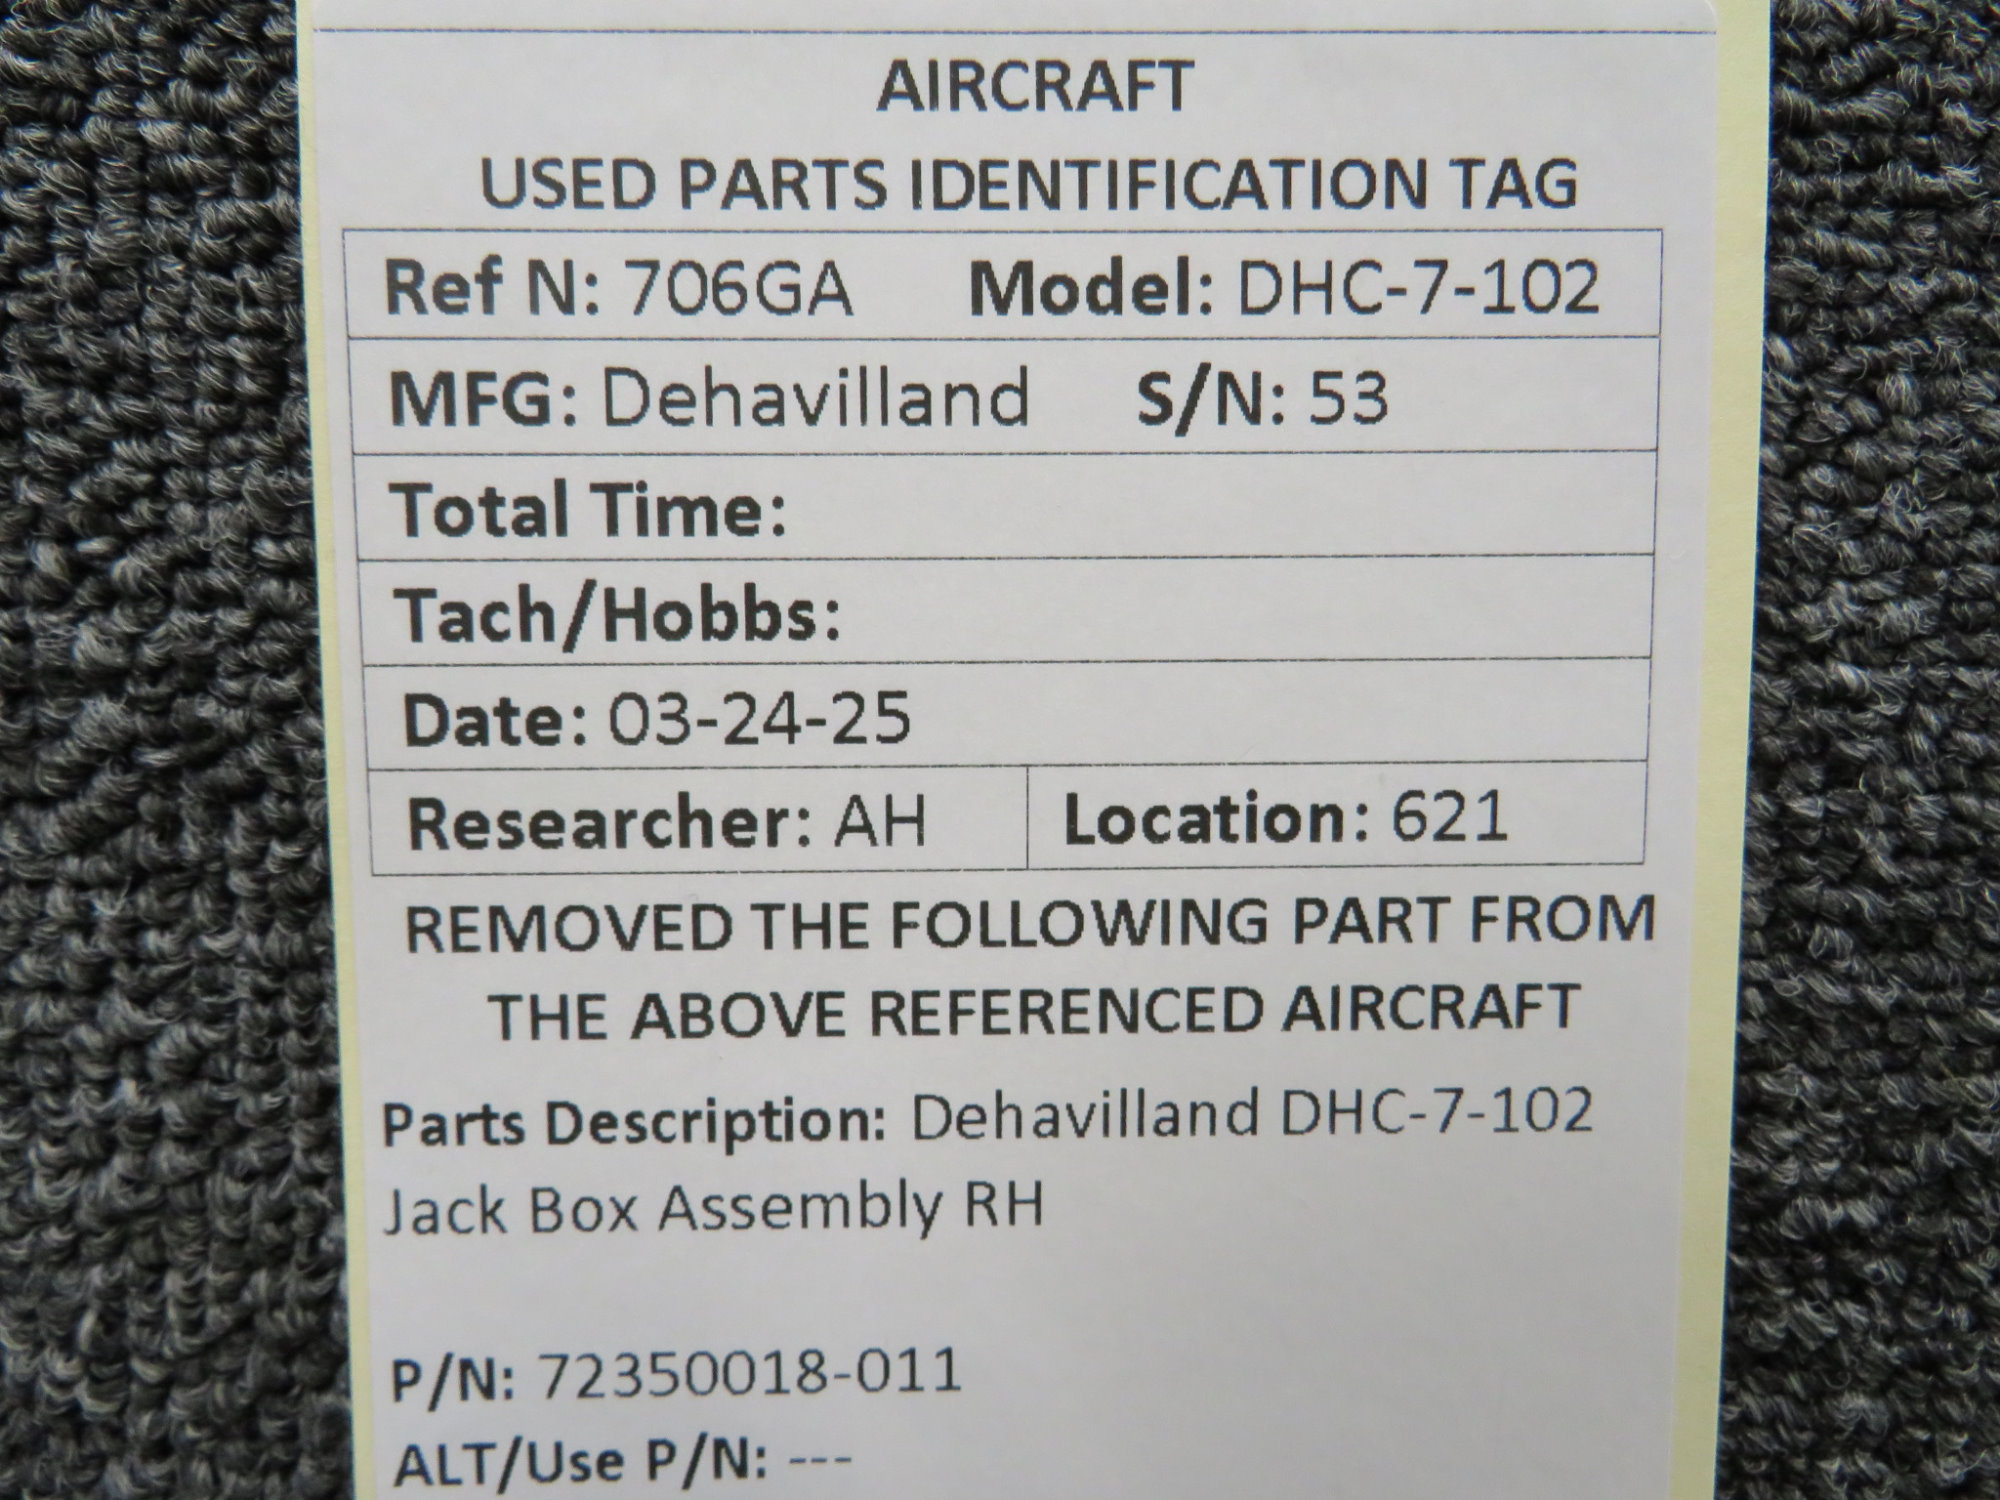 AIRCRAFT
USED PARTS IDENTIFICATION TAG
Ref N: 706GA Model: DHC-7-102
MFG: Dehavilland S/N: 53
Total Time:
Tach/Hobbs:
Date: 03-24-25
Researcher: AH Location: 621
REMOVED THE FOLLOWING PART FROM
THE ABOVE REFERENCED AIRCRAFT
Parts Description: Dehavilland DHC-7-102
Jack Box Assembly RH
P/N: 72350018-011
ALT/Use P/N: ---